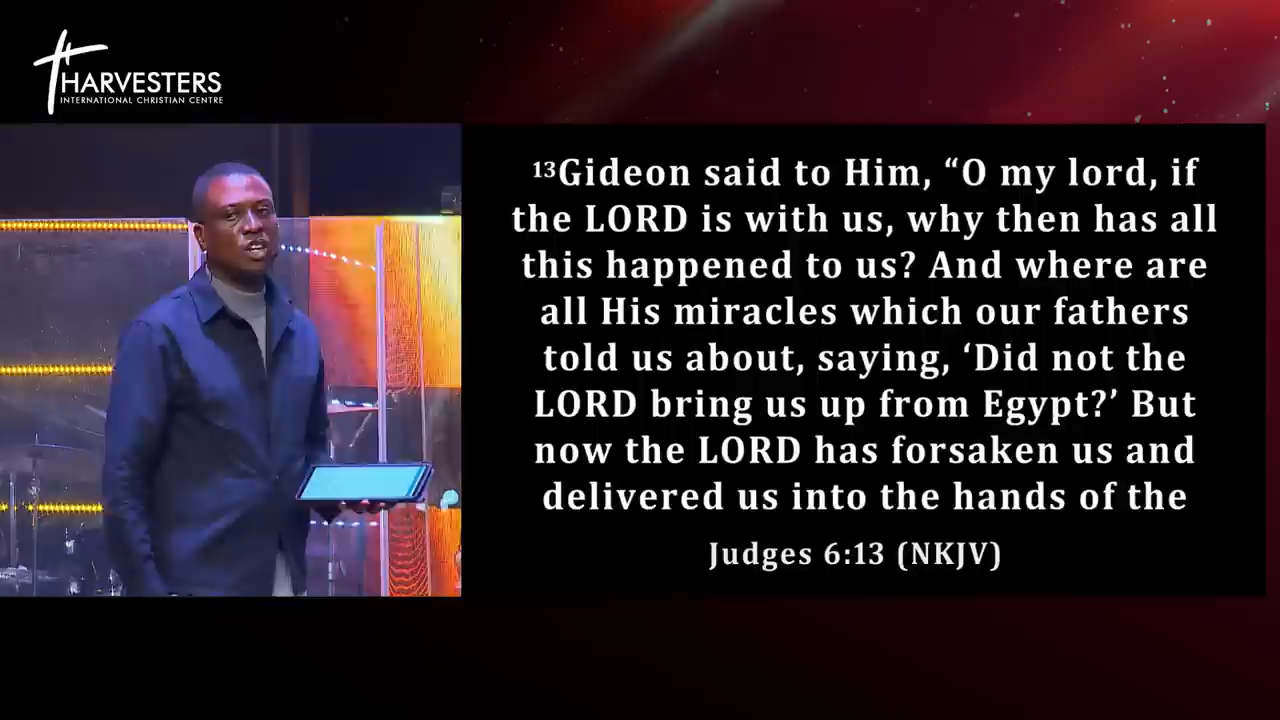 HARVESTERS
INTERNATIONAL CHRISTIAN CENTRE
¹³Gideon said to Him, “O my lord, if
the LORD is with us, why then has all
this happened to us? And where are
all His miracles which our fathers
told us about, saying, ‘Did not the
LORD bring us up from Egypt?’ But
now the LORD has forsaken us and
delivered us into the hands of the
Judges 6:13 (NKJV)